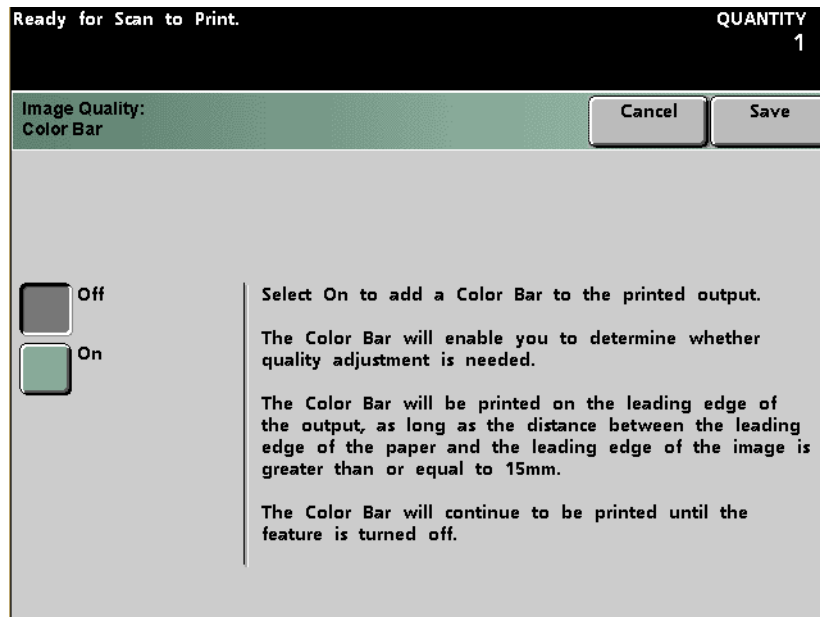 Ready for Scan to Print.
QUANTITY
1
Image Quality:
Color Bar
Cancel
Save
Off
On
Select On to add a Color Bar to the printed output.
The Color Bar will enable you to determine whether
quality adjustment is needed.
The Color Bar will be printed on the leading edge of
the output, as long as the distance between the leading
edge of the paper and the leading edge of the image is
greater than or equal to 15mm.
The Color Bar will continue to be printed until the
feature is turned off.